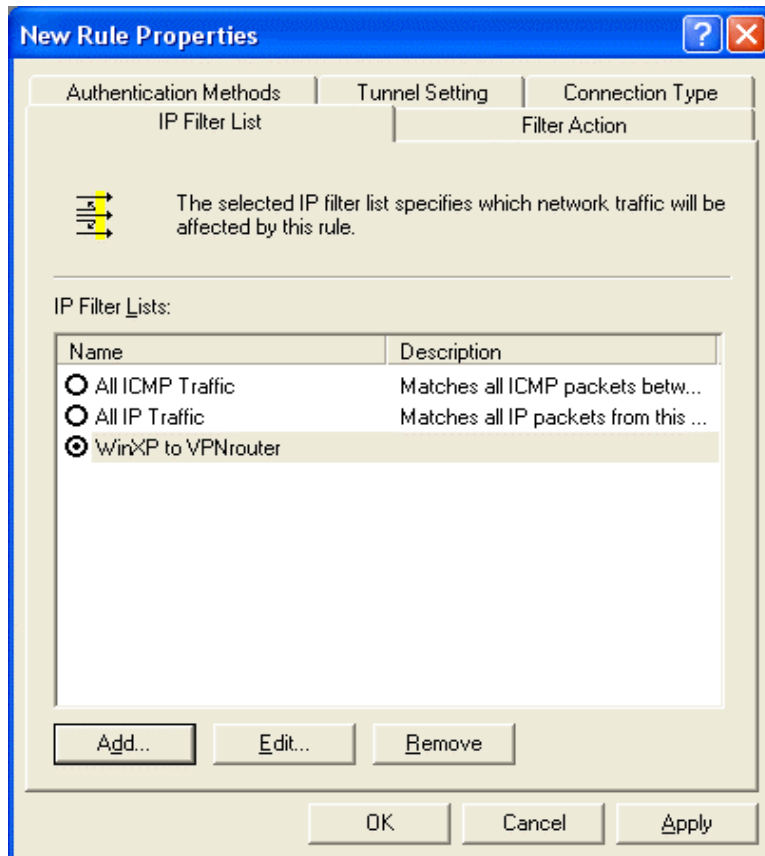 New Rule Properties
Authentication Methods Tunnel Setting Connection Type
IP Filter List Filter Action
The selected IP filter list specifies which network traffic will be
affected by this rule.
IP Filter Lists:
Name Description
All ICMP Traffic Matches all ICMP packets betw...
All IP Traffic Matches all IP packets from this ...
WinXP to VPNrouter
Add... Edit... Remove
OK Cancel Apply